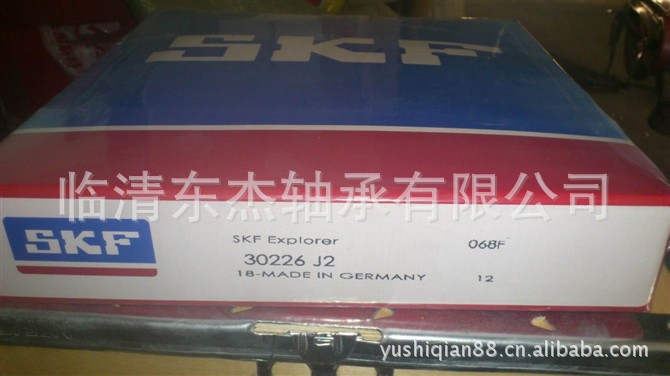 SKF
临清东杰轴承有限公司
SKF
SKF Explorer 068F
30226 J2
18-MADE IN GERMANY 12
yushiqian88.cn.alibaba.com